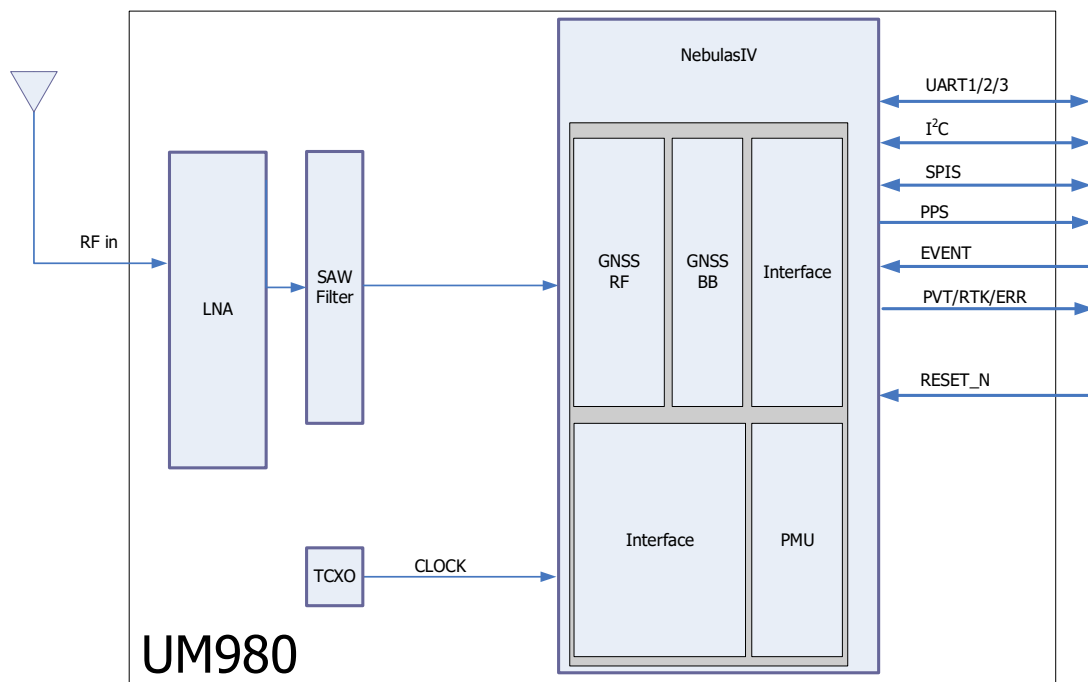 NebulasIV
UART1/2/3
I²C
SPIS
PPS
EVENT
PVT/RTK/ERR
RESET_N
RF in
LNA
SAW
Filter
GNSS
RF
GNSS
BB
Interface
Interface
PMU
TCXO
CLOCK
UM980